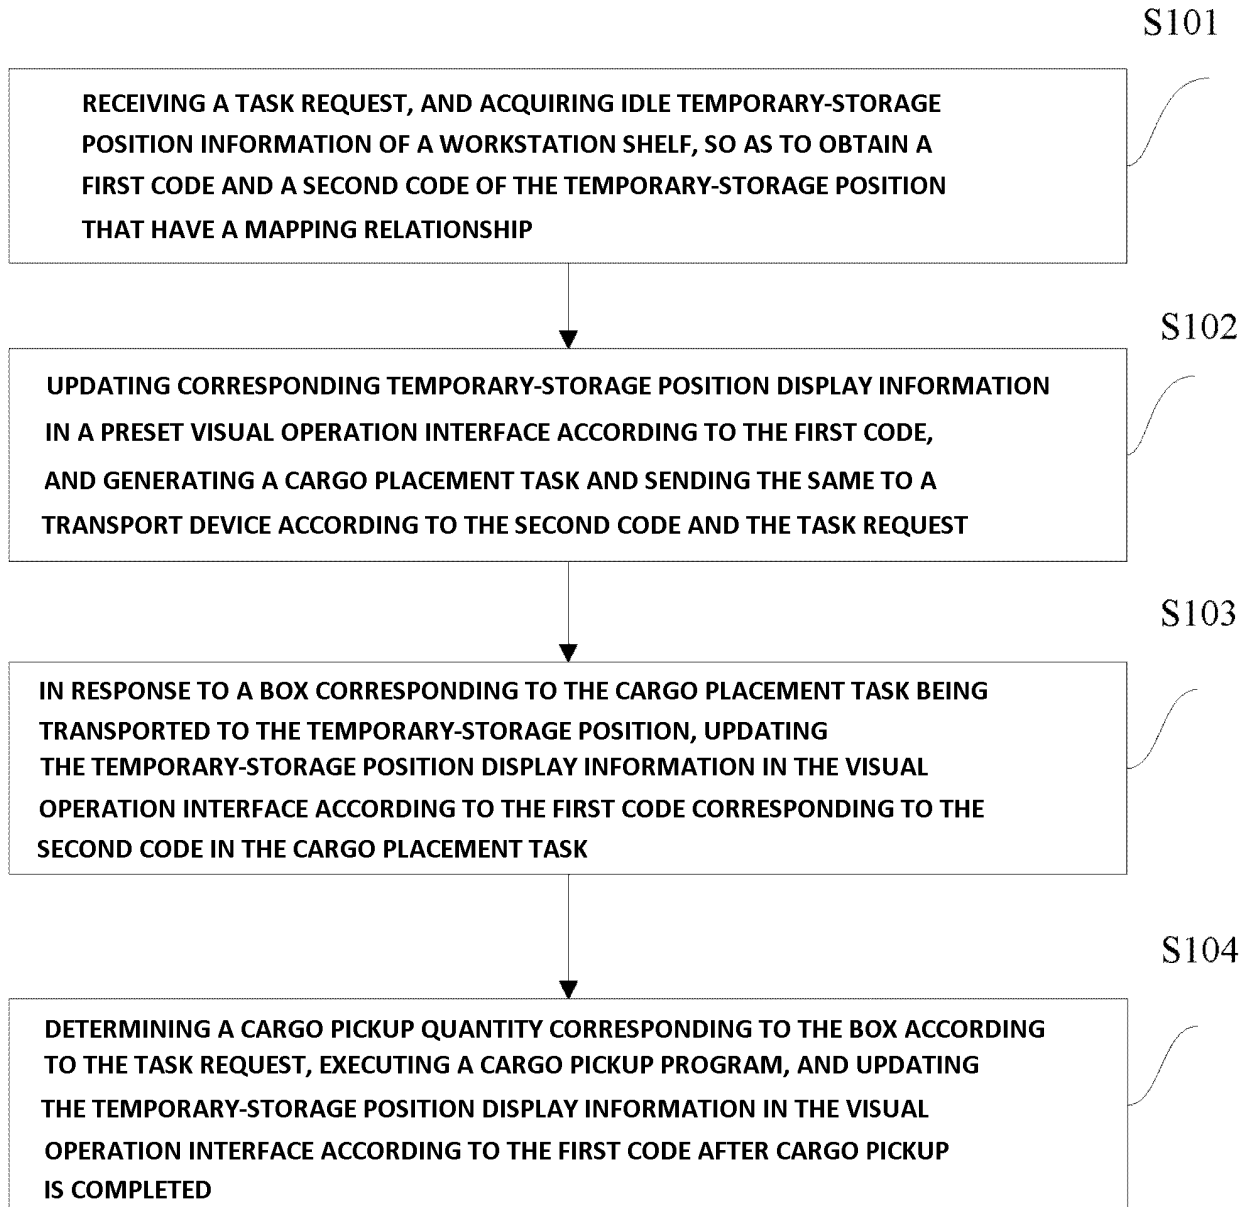 S101
RECEIVING A TASK REQUEST, AND ACQUIRING IDLE TEMPORARY-STORAGE
POSITION INFORMATION OF A WORKSTATION SHELF, SO AS TO OBTAIN A
FIRST CODE AND A SECOND CODE OF THE TEMPORARY-STORAGE POSITION
THAT HAVE A MAPPING RELATIONSHIP
S102
UPDATING CORRESPONDING TEMPORARY-STORAGE POSITION DISPLAY INFORMATION
IN A PRESET VISUAL OPERATION INTERFACE ACCORDING TO THE FIRST CODE,
AND GENERATING A CARGO PLACEMENT TASK AND SENDING THE SAME TO A
TRANSPORT DEVICE ACCORDING TO THE SECOND CODE AND THE TASK REQUEST
S103
IN RESPONSE TO A BOX CORRESPONDING TO THE CARGO PLACEMENT TASK BEING
TRANSPORTED TO THE TEMPORARY-STORAGE POSITION, UPDATING
THE TEMPORARY-STORAGE POSITION DISPLAY INFORMATION IN THE VISUAL
OPERATION INTERFACE ACCORDING TO THE FIRST CODE CORRESPONDING TO THE
SECOND CODE IN THE CARGO PLACEMENT TASK
S104
DETERMINING A CARGO PICKUP QUANTITY CORRESPONDING TO THE BOX ACCORDING
TO THE TASK REQUEST, EXECUTING A CARGO PICKUP PROGRAM, AND UPDATING
THE TEMPORARY-STORAGE POSITION DISPLAY INFORMATION IN THE VISUAL
OPERATION INTERFACE ACCORDING TO THE FIRST CODE AFTER CARGO PICKUP
IS COMPLETED